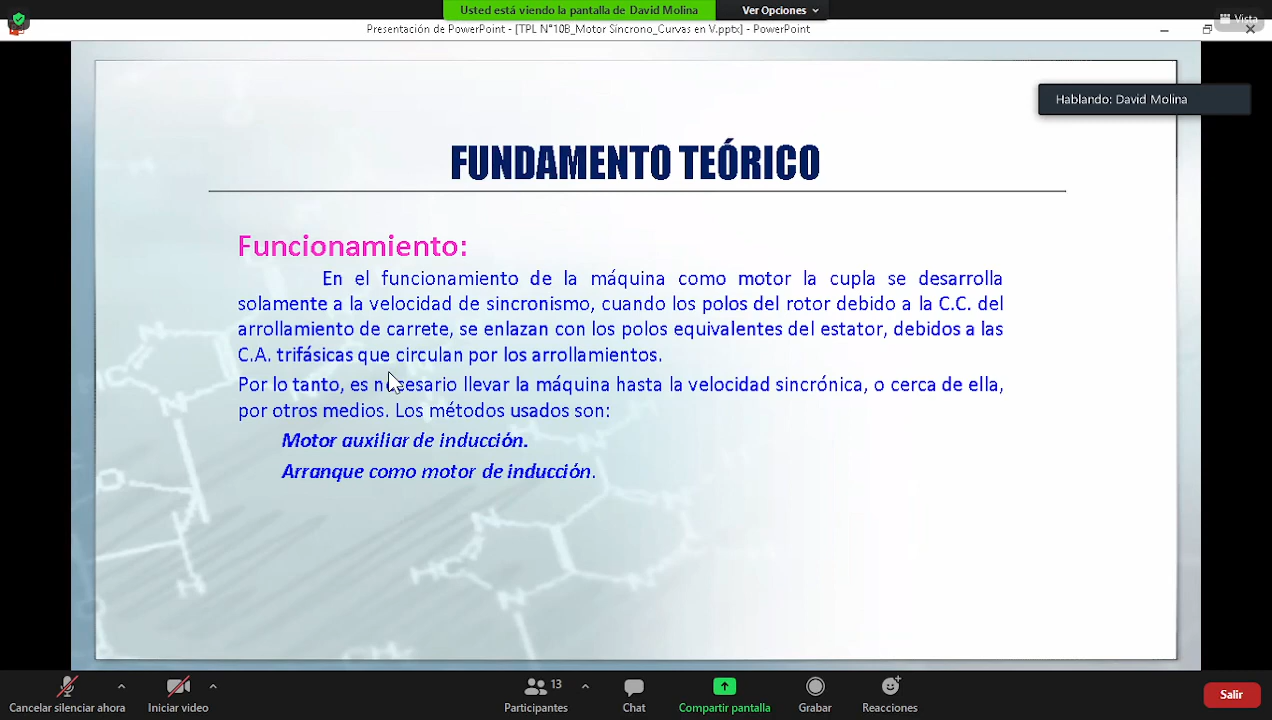 Usted está viendo la pantalla de David Molina
Ver Opciones
Vista
Presentación de PowerPoint - [TPL N°10B_Motor Síncrono_Curvas en V.pptx] - PowerPoint
Hablando: David Molina
FUNDAMENTO TEÓRICO
Funcionamiento:
En el funcionamiento de la máquina como motor la cupla se desarrolla
solamente a la velocidad de sincronismo, cuando los polos del rotor debido a la C.C. del
arrollamiento de carrete, se enlazan con los polos equivalentes del estator, debidos a las
C.A. trifásicas que circulan por los arrollamientos.
Por lo tanto, es necesario llevar la máquina hasta la velocidad sincrónica, o cerca de ella,
por otros medios. Los métodos usados son:
Motor auxiliar de inducción.
Arranque como motor de inducción.
13
Cancelar silenciar ahora
Iniciar video
Participantes
Chat
Compartir pantalla
Grabar
Reacciones
Salir